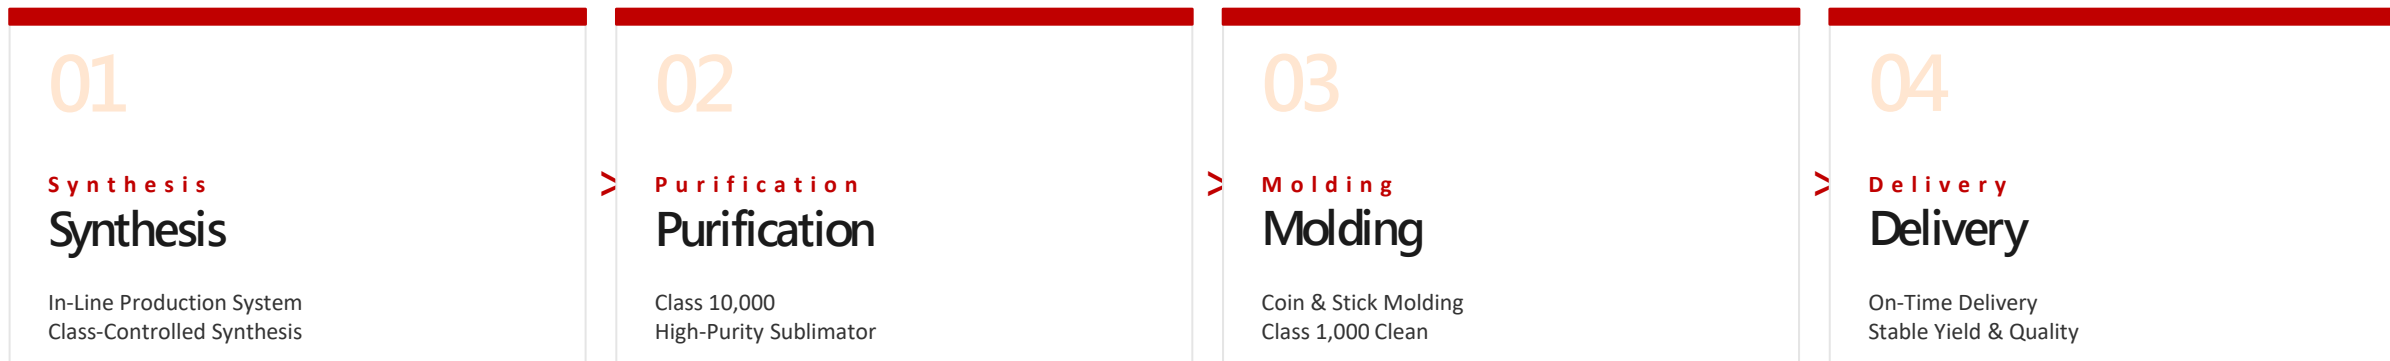 01
Synthesis
Synthesis
In-Line Production System
Class-Controlled Synthesis
>
02
Purification
Purification
Class 10,000
High-Purity Sublimator
>
03
Molding
Molding
Coin & Stick Molding
Class 1,000 Clean
>
04
Delivery
Delivery
On-Time Delivery
Stable Yield & Quality